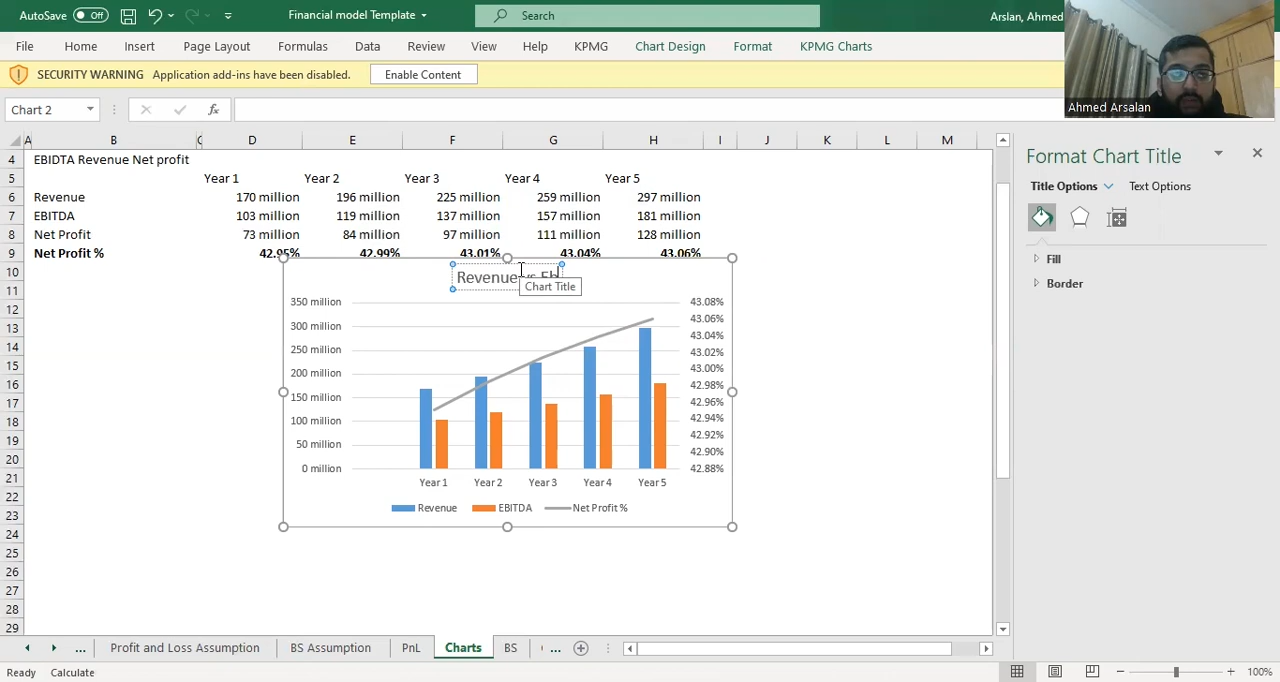 AutoSave Off Financial model Template Search Arslan, Ahmed
File Home Insert Page Layout Formulas Data Review View Help KPMG Chart Design Format KPMG Charts
SECURITY WARNING Application add-ins have been disabled. Enable Content
Ahmed Arsalan
Chart 2 fx
A B C D E F G H I J K L M
4 EBIDTA Revenue Net profit
5 Year 1 Year 2 Year 3 Year 4 Year 5
6 Revenue 170 million 196 million 225 million 259 million 297 million
7 EBITDA 103 million 119 million 137 million 157 million 181 million
8 Net Profit 73 million 84 million 97 million 111 million 128 million
9 Net Profit % 42.95% 42.99% 43.01% 43.04% 43.06%
10
11
12
13
14
15
16
17
18
19
20
21
22
23
24
25
26
27
28
29
Revenue vs Eb
Chart Title
350 million 43.08%
300 million 43.06%
250 million 43.04%
200 million 43.02%
150 million 43.00%
100 million 42.98%
50 million 42.96%
0 million 42.94%
42.92%
42.90%
42.88%
Year 1 Year 2 Year 3 Year 4 Year 5
Revenue EBITDA Net Profit %
Format Chart Title
Title Options Text Options
Fill
Border
... Profit and Loss Assumption BS Assumption PnL Charts BS ...
Ready Calculate 100%